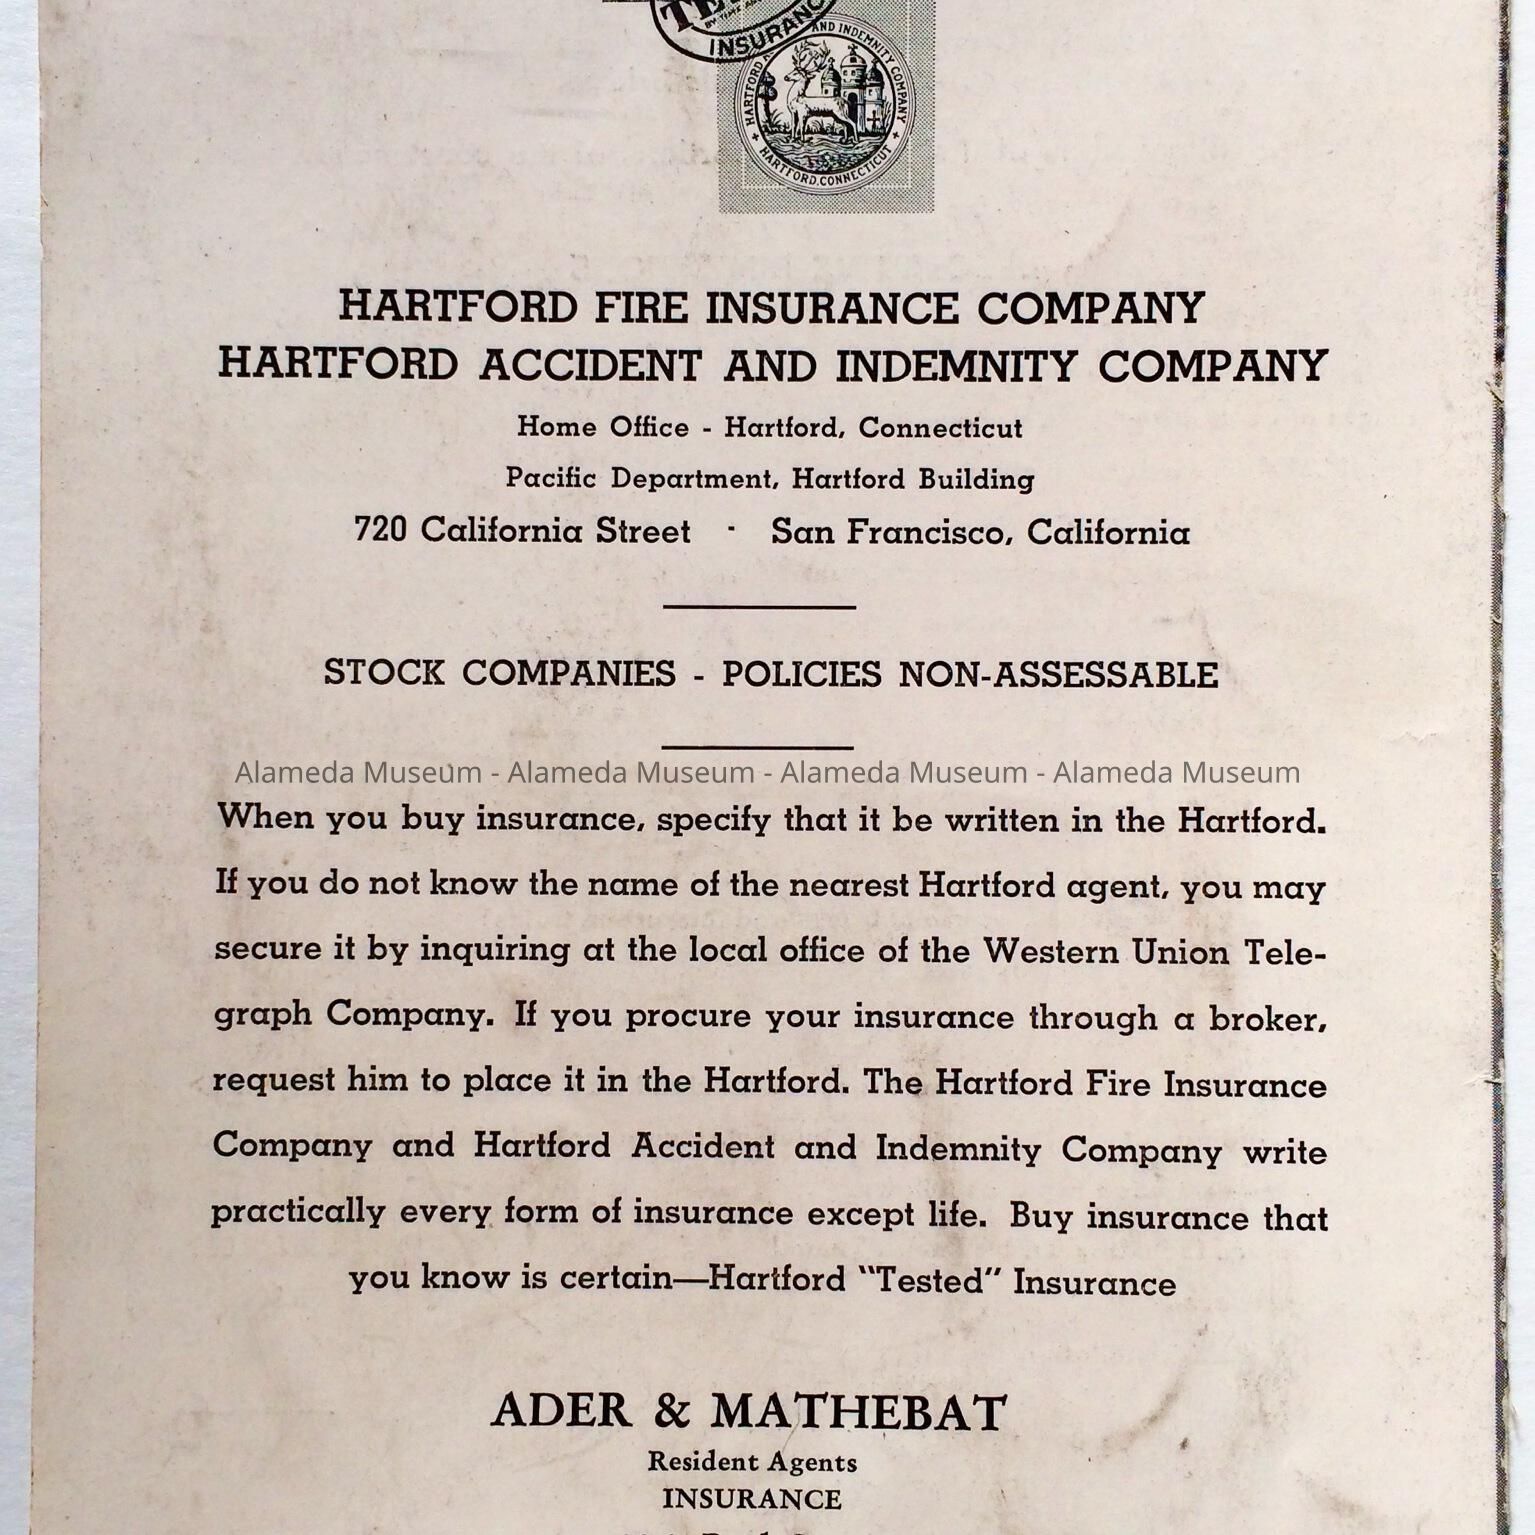 INSURANCE
HARTFORD AND INDEMNITY COMPANY
HARTFORD, CONNECTICUT
HARTFORD FIRE INSURANCE COMPANY
HARTFORD ACCIDENT AND INDEMNITY COMPANY
Home Office - Hartford, Connecticut
Pacific Department, Hartford Building
720 California Street · San Francisco, California
STOCK COMPANIES - POLICIES NON-ASSESSABLE
Alameda Museum - Alameda Museum - Alameda Museum - Alameda Museum
When you buy insurance, specify that it be written in the Hartford.
If you do not know the name of the nearest Hartford agent, you may
secure it by inquiring at the local office of the Western Union Tele-
graph Company. If you procure your insurance through a broker,
request him to place it in the Hartford. The Hartford Fire Insurance
Company and Hartford Accident and Indemnity Company write
practically every form of insurance except life. Buy insurance that
you know is certain—Hartford "Tested" Insurance
ADER & MATHEBAT
Resident Agents
INSURANCE